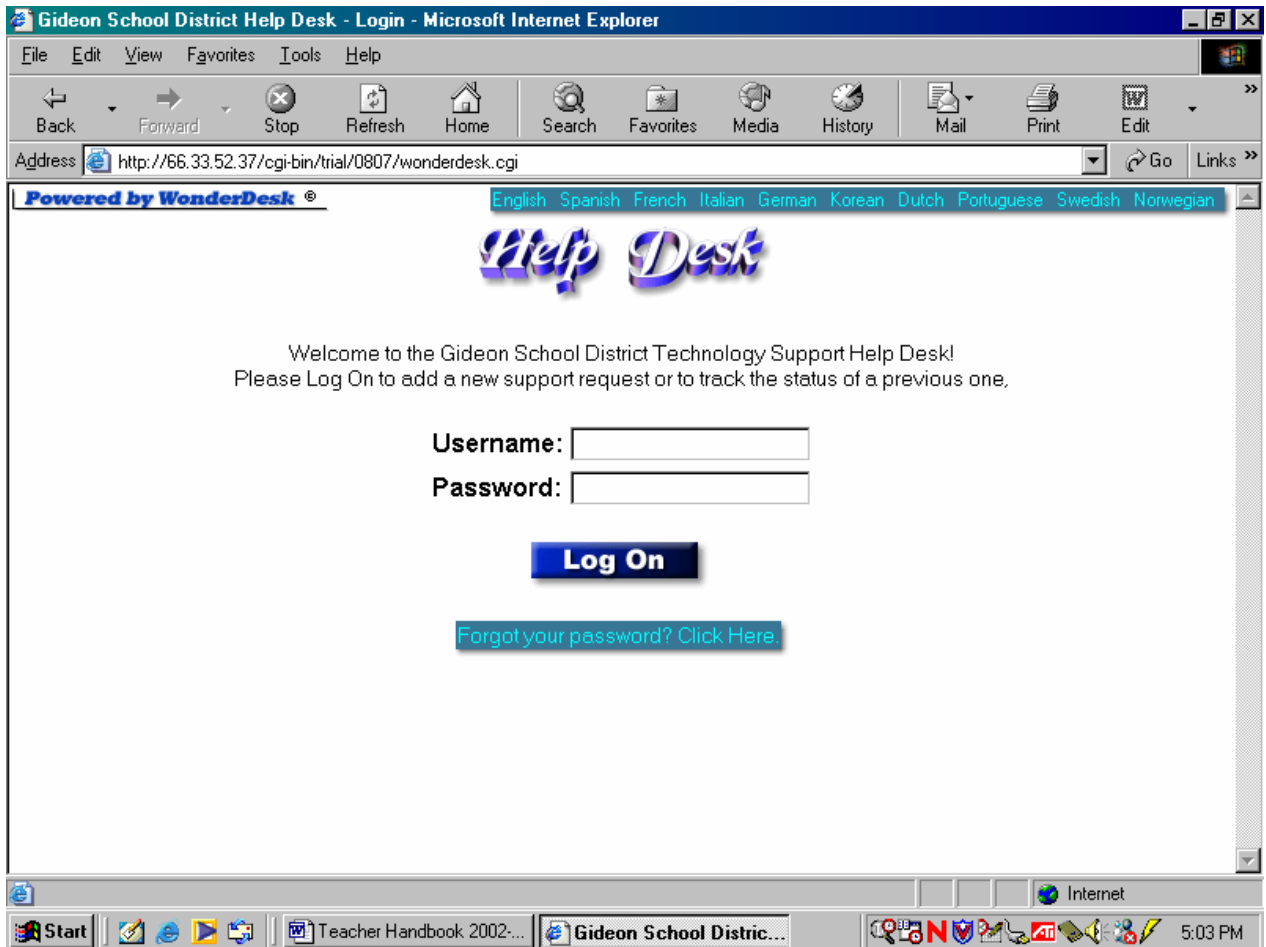 Gideon School District Help Desk - Login - Microsoft Internet Explorer
File Edit View Favorites Tools Help
Back Forward Stop Refresh Home Search Favorites Media History Mail Print Edit »
Address http://66.33.52.37/cgi-bin/trial/0807/wonderdesk.cgi Go Links »
Powered by WonderDesk © English Spanish French Italian German Korean Dutch Portuguese Swedish Norwegian
Help Desk
Welcome to the Gideon School District Technology Support Help Desk!
Please Log On to add a new support request or to track the status of a previous one,
Username:
Password:
Log On
Forgot your password? Click Here.
Internet
Start Teacher Handbook 2002-... Gideon School Distric... N ATI 5:03 PM